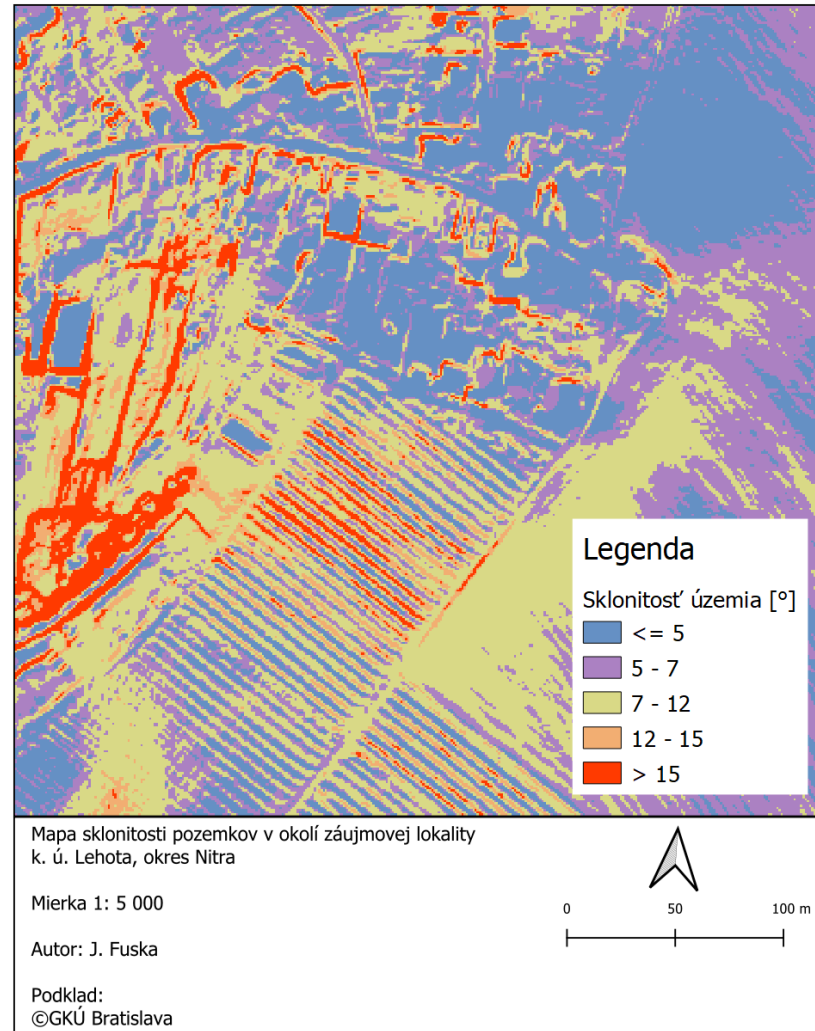 Legenda
Sklonitosť územia [°]
<= 5
5 - 7
7 - 12
12 - 15
> 15
Mapa sklonitosti pozemkov v okolí záujmovej lokality
k. ú. Lehota, okres Nitra
Mierka 1: 5 000
Autor: J. Fuska
Podklad:
©GKÚ Bratislava
0 50 100 m